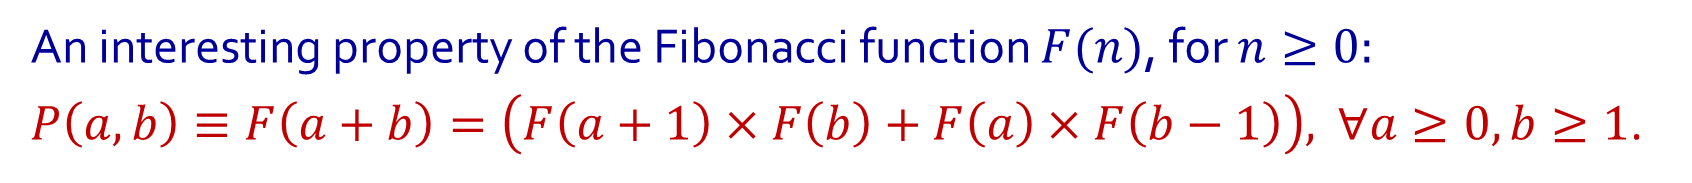 An interesting property of the Fibonacci function F(n), for n ≥ 0:
P(a, b) ≡ F(a + b) = (F(a + 1) × F(b) + F(a) × F(b − 1)), ∀a ≥ 0, b ≥ 1.